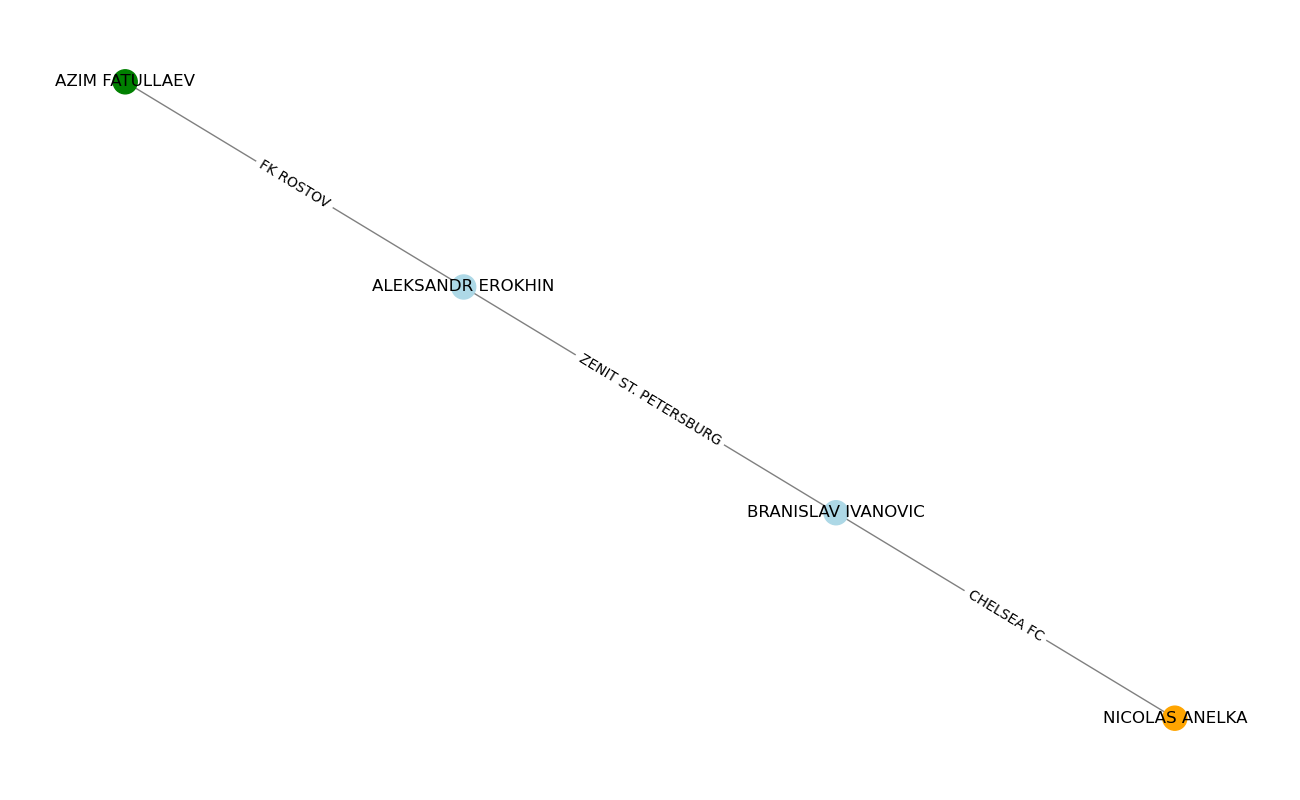 AZIM FATULLAEV
FK ROSTOV
ALEKSANDR EROKHIN
ZENIT ST. PETERSBURG
BRANISLAV IVANOVIC
CHELSEA FC
NICOLAS ANELKA